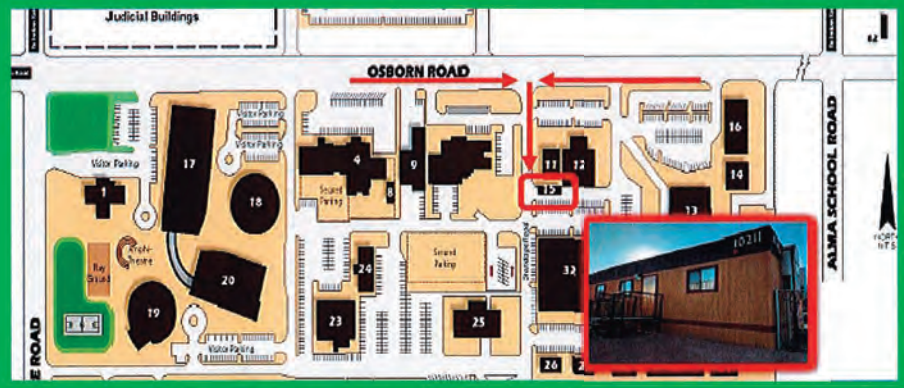 Judicial Buildings
62
OSBORN ROAD
Visitor Parking
Visitor Parking
17
4
9
16
11
12
Visitor Parking
14
1
8
15
18
Secured
Parking
13
ALMA SCHOOL ROAD
Amphi-
Theatre
10211
NORTH
Play
Ground
24
Secured
Parking
32
20
19
23
25
Visitor Parking
26
E ROAD